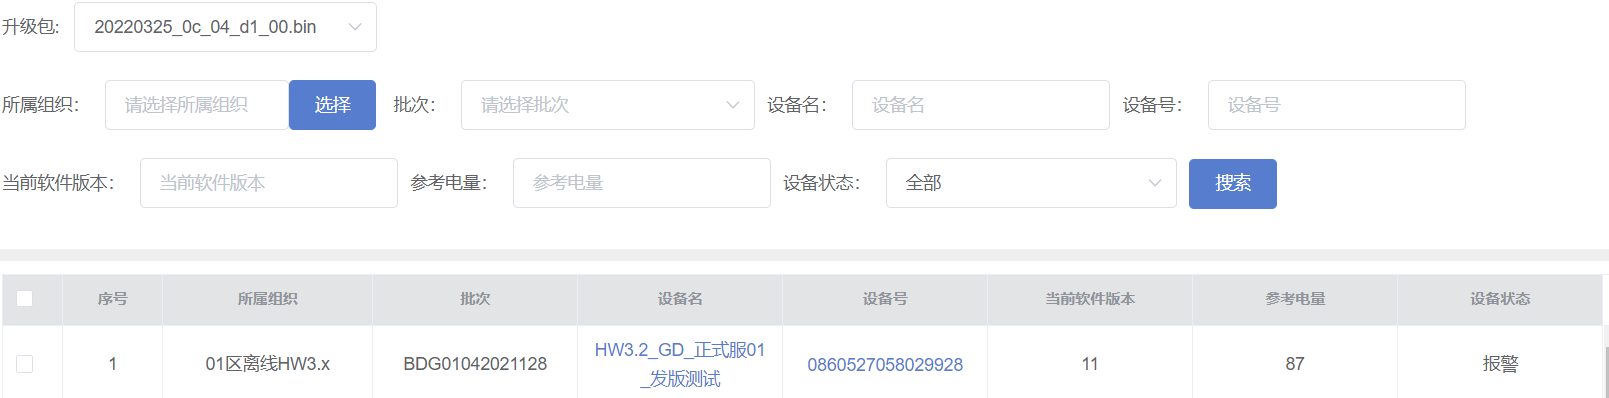 升级包: 20220325_0c_04_d1_00.bin
所属组织: 请选择所属组织 选择 批次: 请选择批次 设备名: 设备名 设备号: 设备号
当前软件版本: 当前软件版本 参考电量: 参考电量 设备状态: 全部 搜索
序号 所属组织 批次 设备名 设备号 当前软件版本 参考电量 设备状态
1 01区离线HW3.x BDG01042021128 HW3.2_GD_正式服01 0860527058029928 11 87 报警
_发版测试